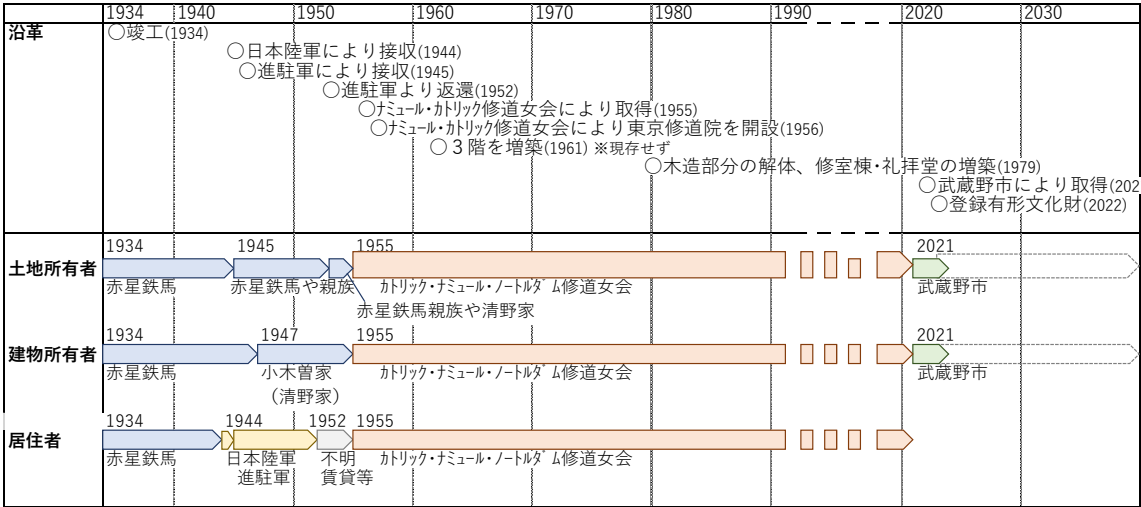 1934 1940 1950 1960 1970 1980 1990 2020 2030
沿革
○竣工(1934)
○日本陸軍により接収(1944)
○進駐軍により接収(1945)
○進駐軍より返還(1952)
○ﾅﾐｭｰﾙ･ｶﾄﾘｯｸ修道女会により取得(1955)
○ﾅﾐｭｰﾙ･ｶﾄﾘｯｸ修道女会により東京修道院を開設(1956)
○３階を増築(1961) ※現存せず
○木造部分の解体、修室棟･礼拝堂の増築(1979)
○武蔵野市により取得(202
○登録有形文化財(2022)
土地所有者
1934 1945 1955 2021
赤星鉄馬 赤星鉄馬や親族 ｶﾄﾘｯｸ･ﾅﾐｭｰﾙ･ﾉｰﾄﾙﾀﾞﾑ修道女会 武蔵野市
赤星鉄馬親族や清野家
建物所有者
1934 1947 1955 2021
赤星鉄馬 小木曽家 ｶﾄﾘｯｸ･ﾅﾐｭｰﾙ･ﾉｰﾄﾙﾀﾞﾑ修道女会 武蔵野市
（清野家）
居住者
1934 1944 1952 1955
赤星鉄馬 日本陸軍 不明 ｶﾄﾘｯｸ･ﾅﾐｭｰﾙ･ﾉｰﾄﾙﾀﾞﾑ修道女会
進駐軍 賃貸等